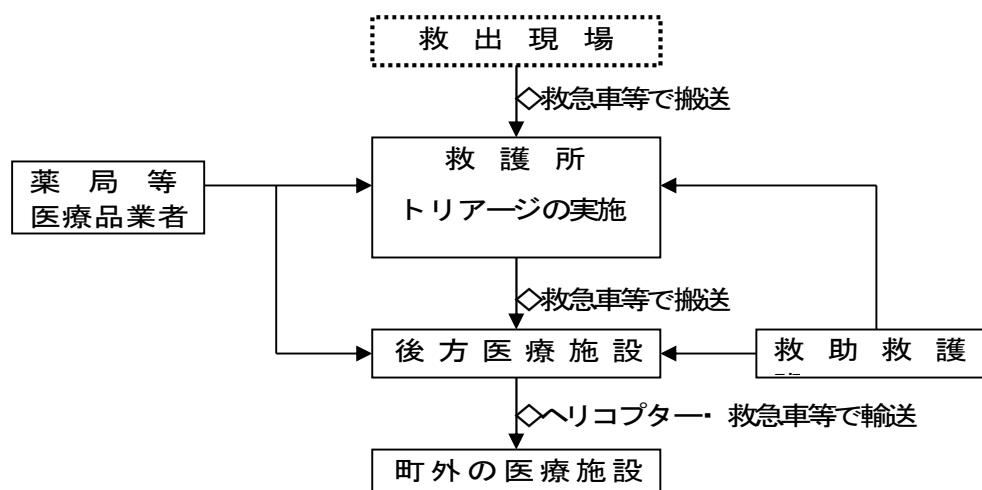 救出現場
◇救急車等で搬送
救護所
トリアージの実施
薬局等
医療品業者
◇救急車等で搬送
後方医療施設
救助救護
◇ヘリコプター・救急車等で輸送
町外の医療施設